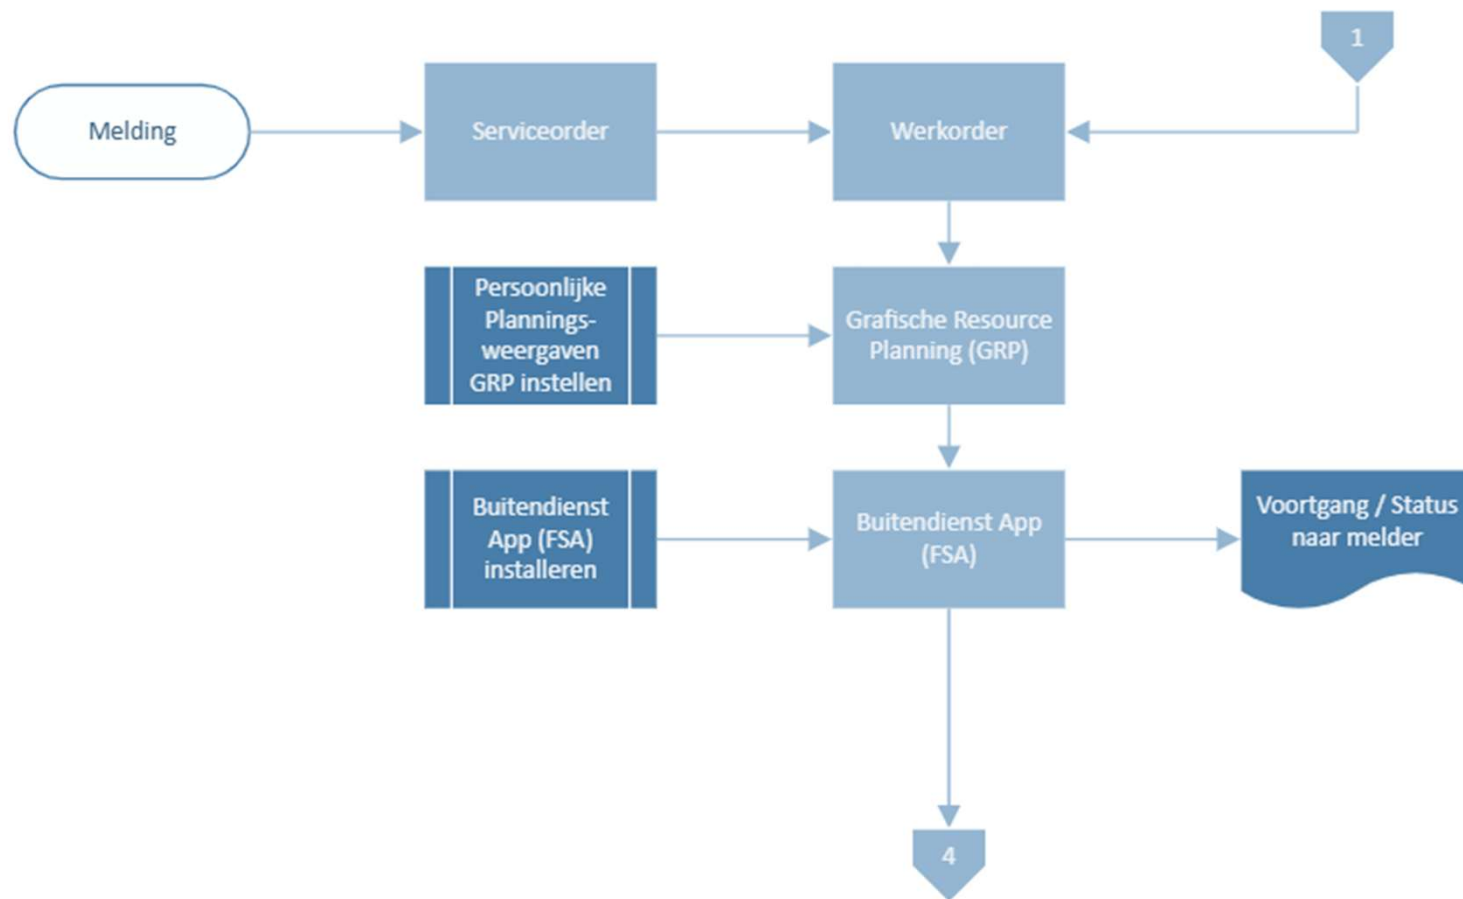 1
Melding
Serviceorder
Werkorder
Persoonlijke
Plannings-
weergaven
GRP instellen
Grafische Resource
Planning (GRP)
Buitendienst
App (FSA)
installeren
Buitendienst App
(FSA)
Voortgang / Status
naar melder
4